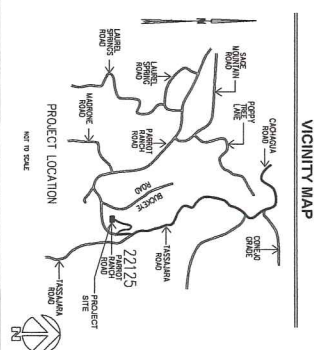 VICINITY MAP
N
CACHAQUA
ROAD
CONEJO
GRADE
POPPY
TREE
LANE
SAGE
MOUNTAIN
ROAD
LAUREL
SPRING
ROAD
LAUREL
SPRINGS
ROAD
PARROT
RANCH
ROAD
MADRONE
ROAD
BUCKEYE
ROAD
TASSAJARA
ROAD
22125
PARROT
RANCH
ROAD
PROJECT
SITE
TASSAJARA
ROAD
PROJECT LOCATION
NOT TO SCALE
N